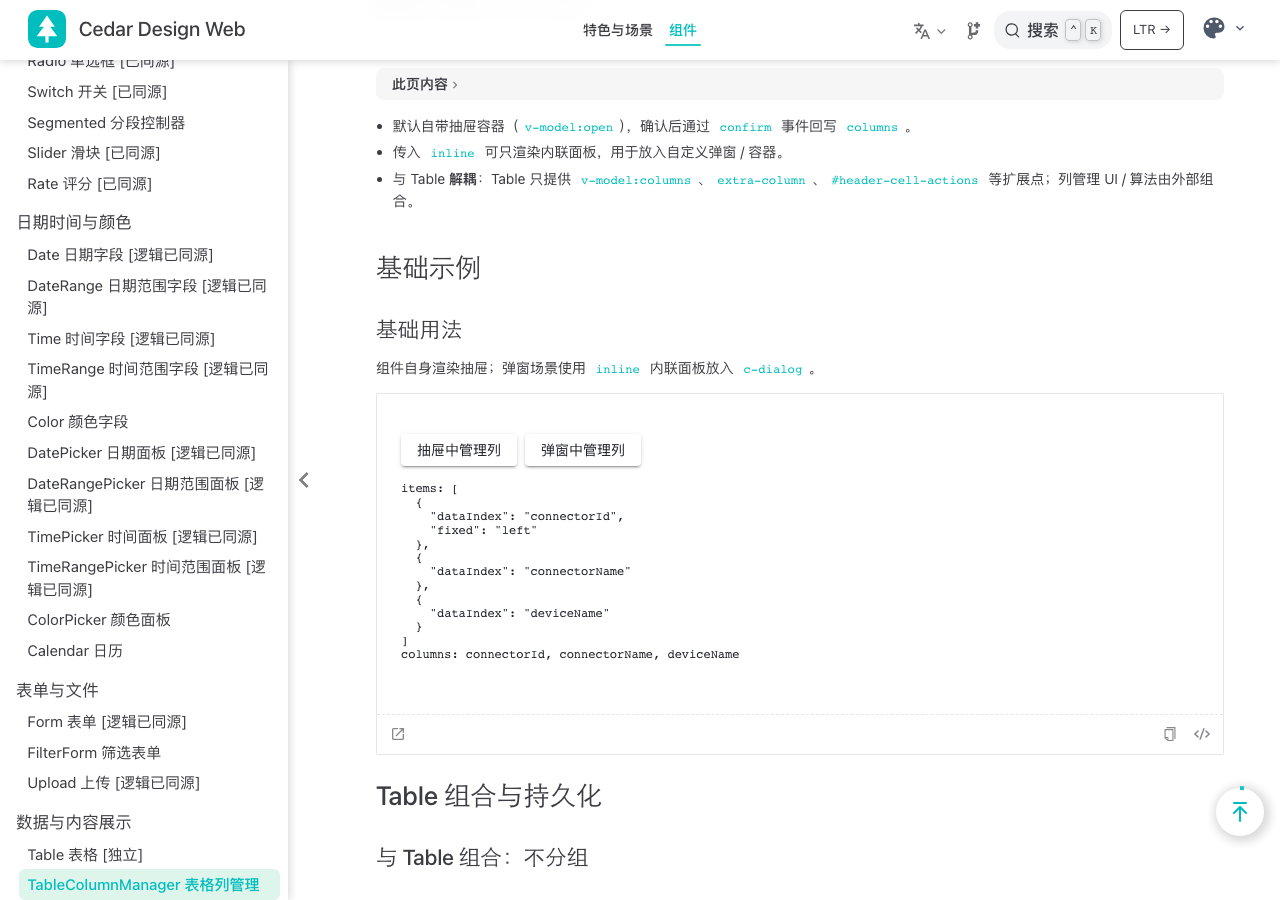 Cedar Design Web
特色与场景
组件
搜索
^
K
LTR →
Radio 单选框 [已同源]
Switch 开关 [已同源]
Segmented 分段控制器
Slider 滑块 [已同源]
Rate 评分 [已同源]
日期时间与颜色
Date 日期字段 [逻辑已同源]
DateRange 日期范围字段 [逻辑已同
源]
Time 时间字段 [逻辑已同源]
TimeRange 时间范围字段 [逻辑已同
源]
Color 颜色字段
DatePicker 日期面板 [逻辑已同源]
DateRangePicker 日期范围面板 [逻
辑已同源]
TimePicker 时间面板 [逻辑已同源]
TimeRangePicker 时间范围面板 [逻
辑已同源]
ColorPicker 颜色面板
Calendar 日历
表单与文件
Form 表单 [逻辑已同源]
FilterForm 筛选表单
Upload 上传 [逻辑已同源]
数据与内容展示
Table 表格 [独立]
TableColumnManager 表格列管理
此页内容 ›
• 默认自带抽屉容器（ v-model:open ），确认后通过 confirm 事件回写 columns 。
• 传入 inline 可只渲染内联面板，用于放入自定义弹窗 / 容器。
• 与 Table 解耦：Table 只提供 v-model:columns 、 extra-column 、 #header-cell-actions 等扩展点；列管理 UI / 算法由外部组
合。
基础示例
基础用法
组件自身渲染抽屉；弹窗场景使用 inline 内联面板放入 c-dialog 。
抽屉中管理列
弹窗中管理列
items: [
  {
    "dataIndex": "connectorId",
    "fixed": "left"
  },
  {
    "dataIndex": "connectorName"
  },
  {
    "dataIndex": "deviceName"
  }
]
columns: connectorId, connectorName, deviceName
Table 组合与持久化
与 Table 组合：不分组